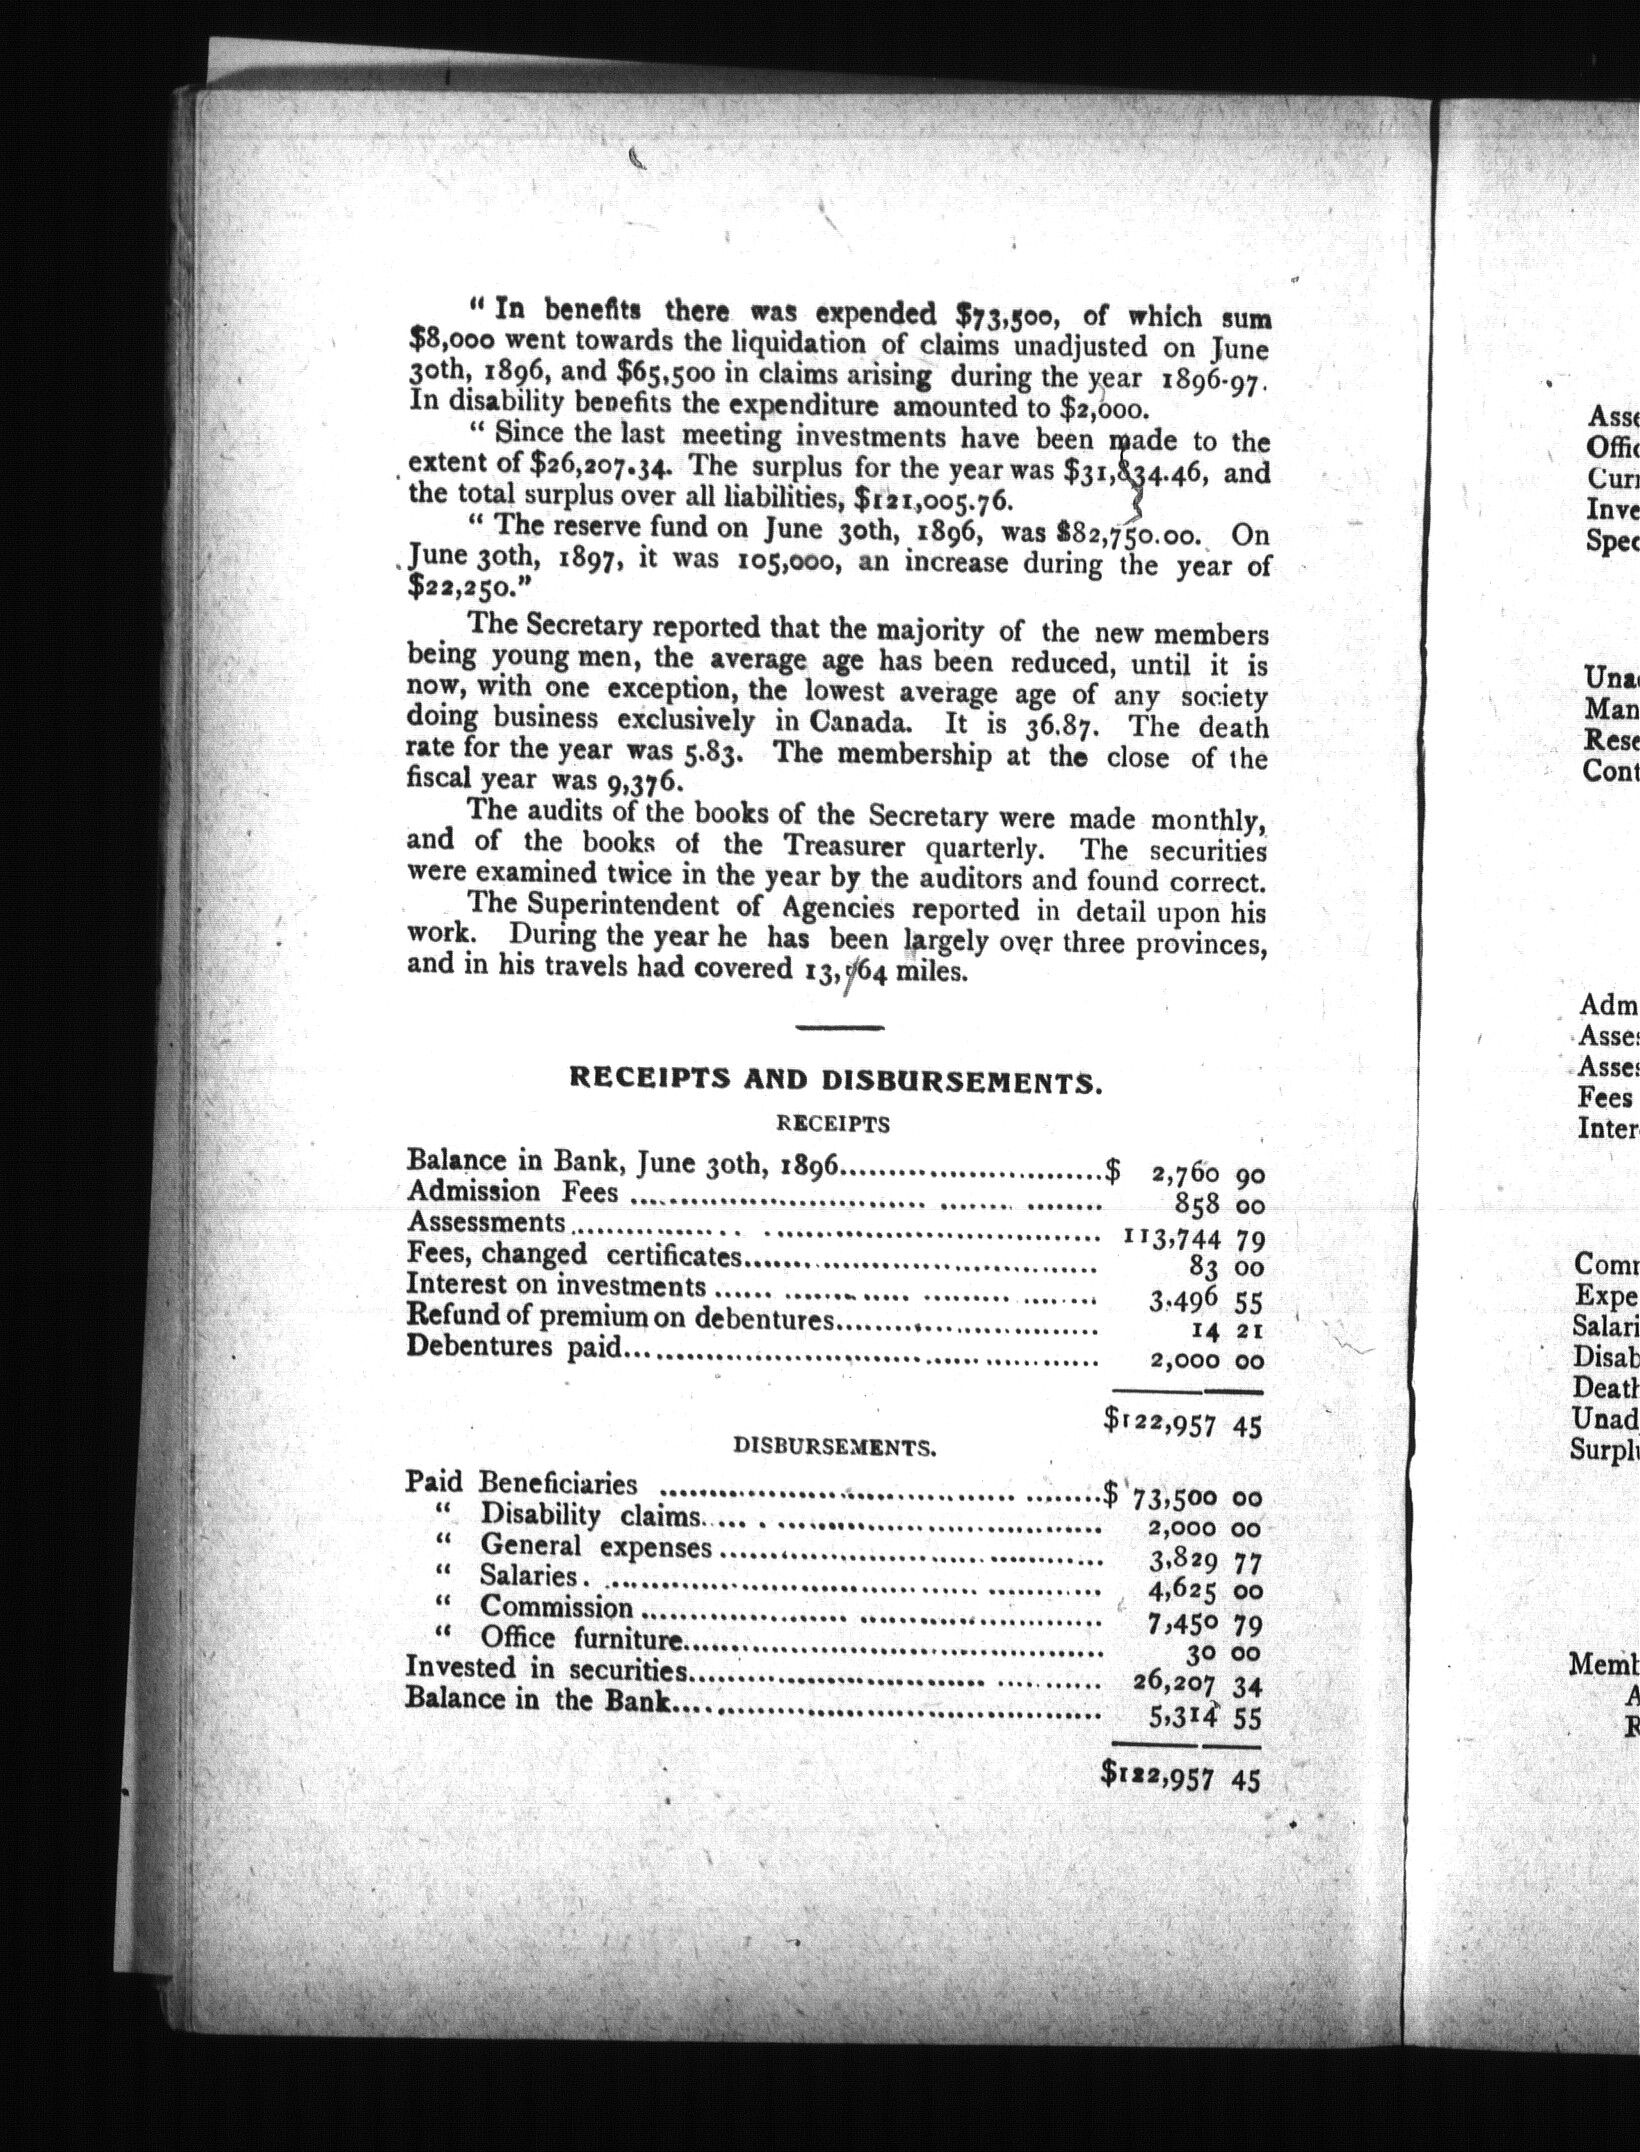 “ In benefits there was expended $73,500, of which sum
$8,000 went towards the liquidation of claims unadjusted on June
30th, 1896, and $65,500 in claims arising during the year 1896-97.
In disability benefits the expenditure amounted to $2,000.
“ Since the last meeting investments have been made to the
extent of $26,207.34. The surplus for the year was $31,834.46, and
the total surplus over all liabilities, $121,005.76.
“ The reserve fund on June 30th, 1896, was $82,750.00. On
June 30th, 1897, it was 105,000, an increase during the year of
$22,250.”
The Secretary reported that the majority of the new members
being young men, the average age has been reduced, until it is
now, with one exception, the lowest average age of any society
doing business exclusively in Canada. It is 36.87. The death
rate for the year was 5.83. The membership at the close of the
fiscal year was 9,376.
The audits of the books of the Secretary were made monthly,
and of the books of the Treasurer quarterly. The securities
were examined twice in the year by the auditors and found correct.
The Superintendent of Agencies reported in detail upon his
work. During the year he has been largely over three provinces,
and in his travels had covered miles.
RECEIPTS AND DISBURSEMENTS.
RECEIPTS
Balance in Bank, June 30th, 1896..............................$ 2,760 90
Admission Fees .............................. ........ ........ 858 00
Assessments ................ .................................. 113,744 79
Fees, changed certificates.................................... 83 00
Interest on investments ...... ............... ......... ........ 3,496 55
Refund of premium on debentures............................ 14 21
Debentures paid................................................ 2,000 00
$122,957 45
DISBURSEMENTS.
Paid Beneficiaries ...................................... ........$ 73,500 00
“ Disability claims..... . .................................. 2,000 00
“ General expenses ................................ ............ 3,829 77
“ Salaries. ........................................ ............ 4,625 00
“ Commission ..................... ........................... 7,450 79
“ Office furniture............................................ 30 00
Invested in securities................................ ........... 26,207 34
Balance in the Bank............................................ 5,314 55
$122,957 45
Unad
Surpl
Memb